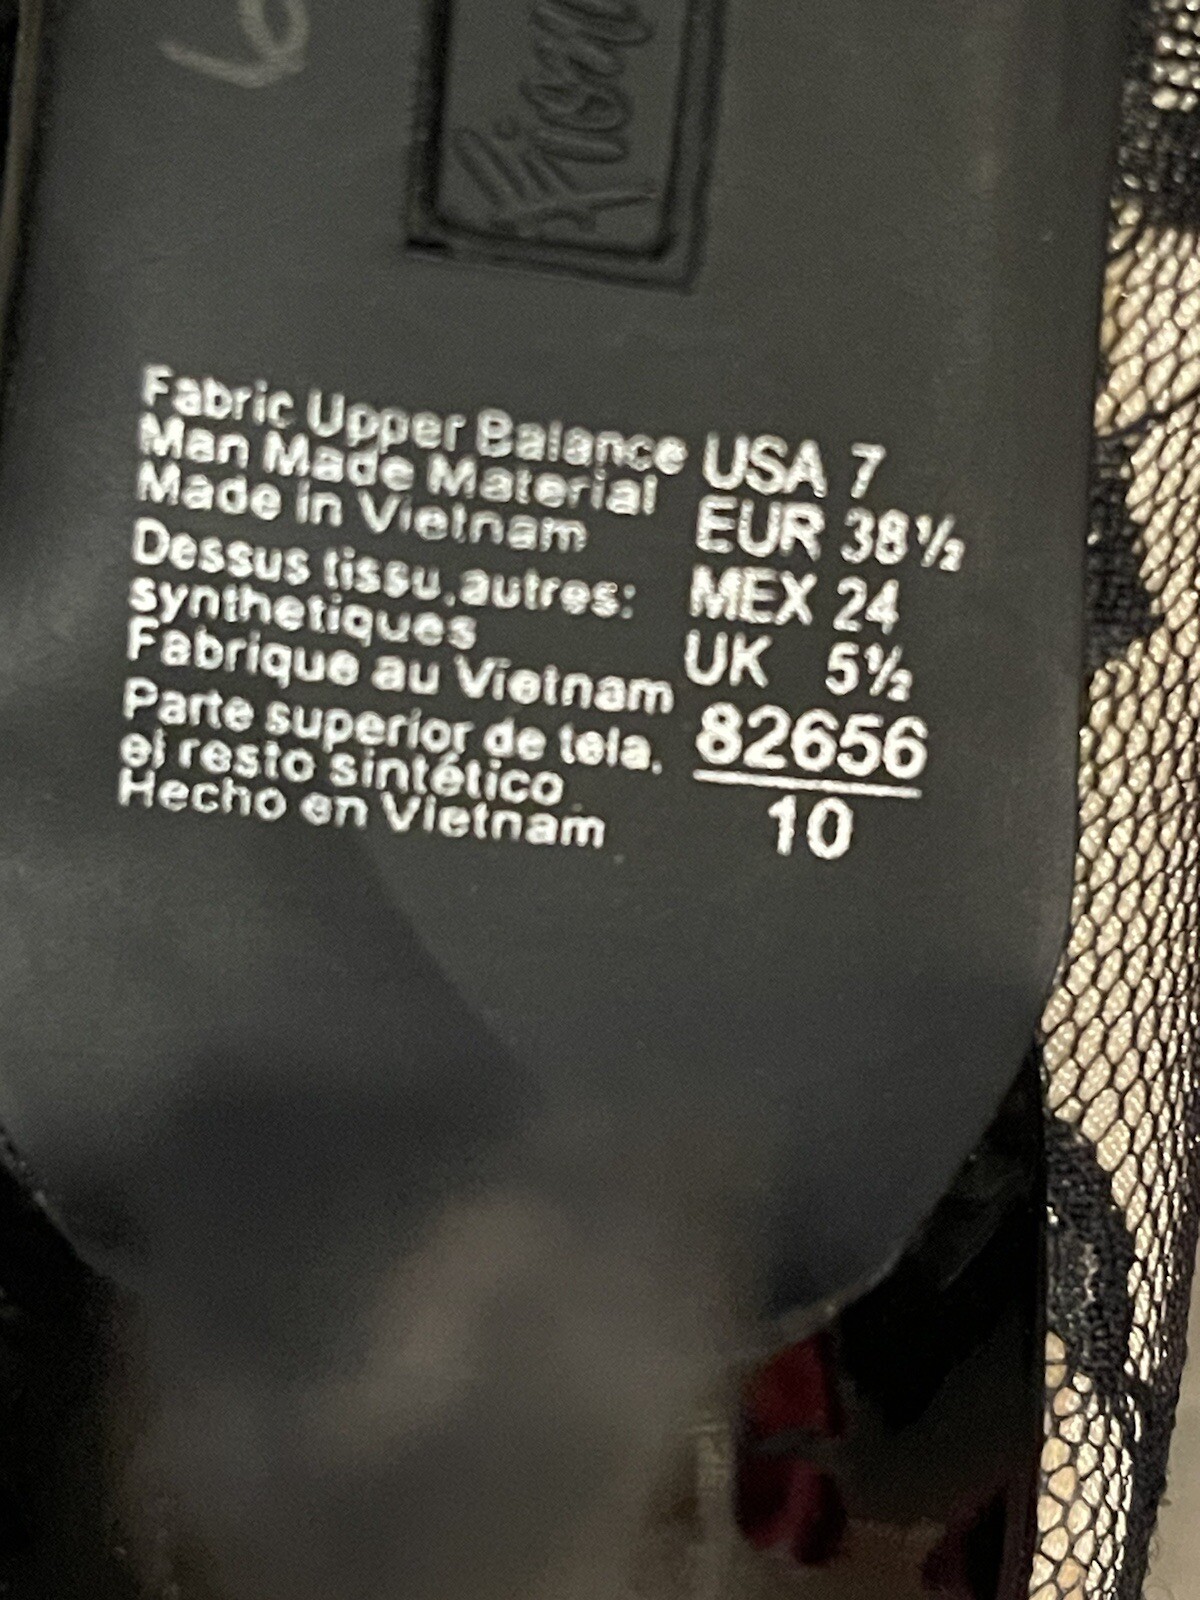 Fabric Upper Balance
Man Made Material
Made in Vietnam
Dessus tissu, autres:
synthetiques
Fabrique au Vietnam
Parte superior de tela,
el resto sintético
Hecho en Vietnam
USA 7
EUR 38½
MEX 24
UK 5½
82656
10